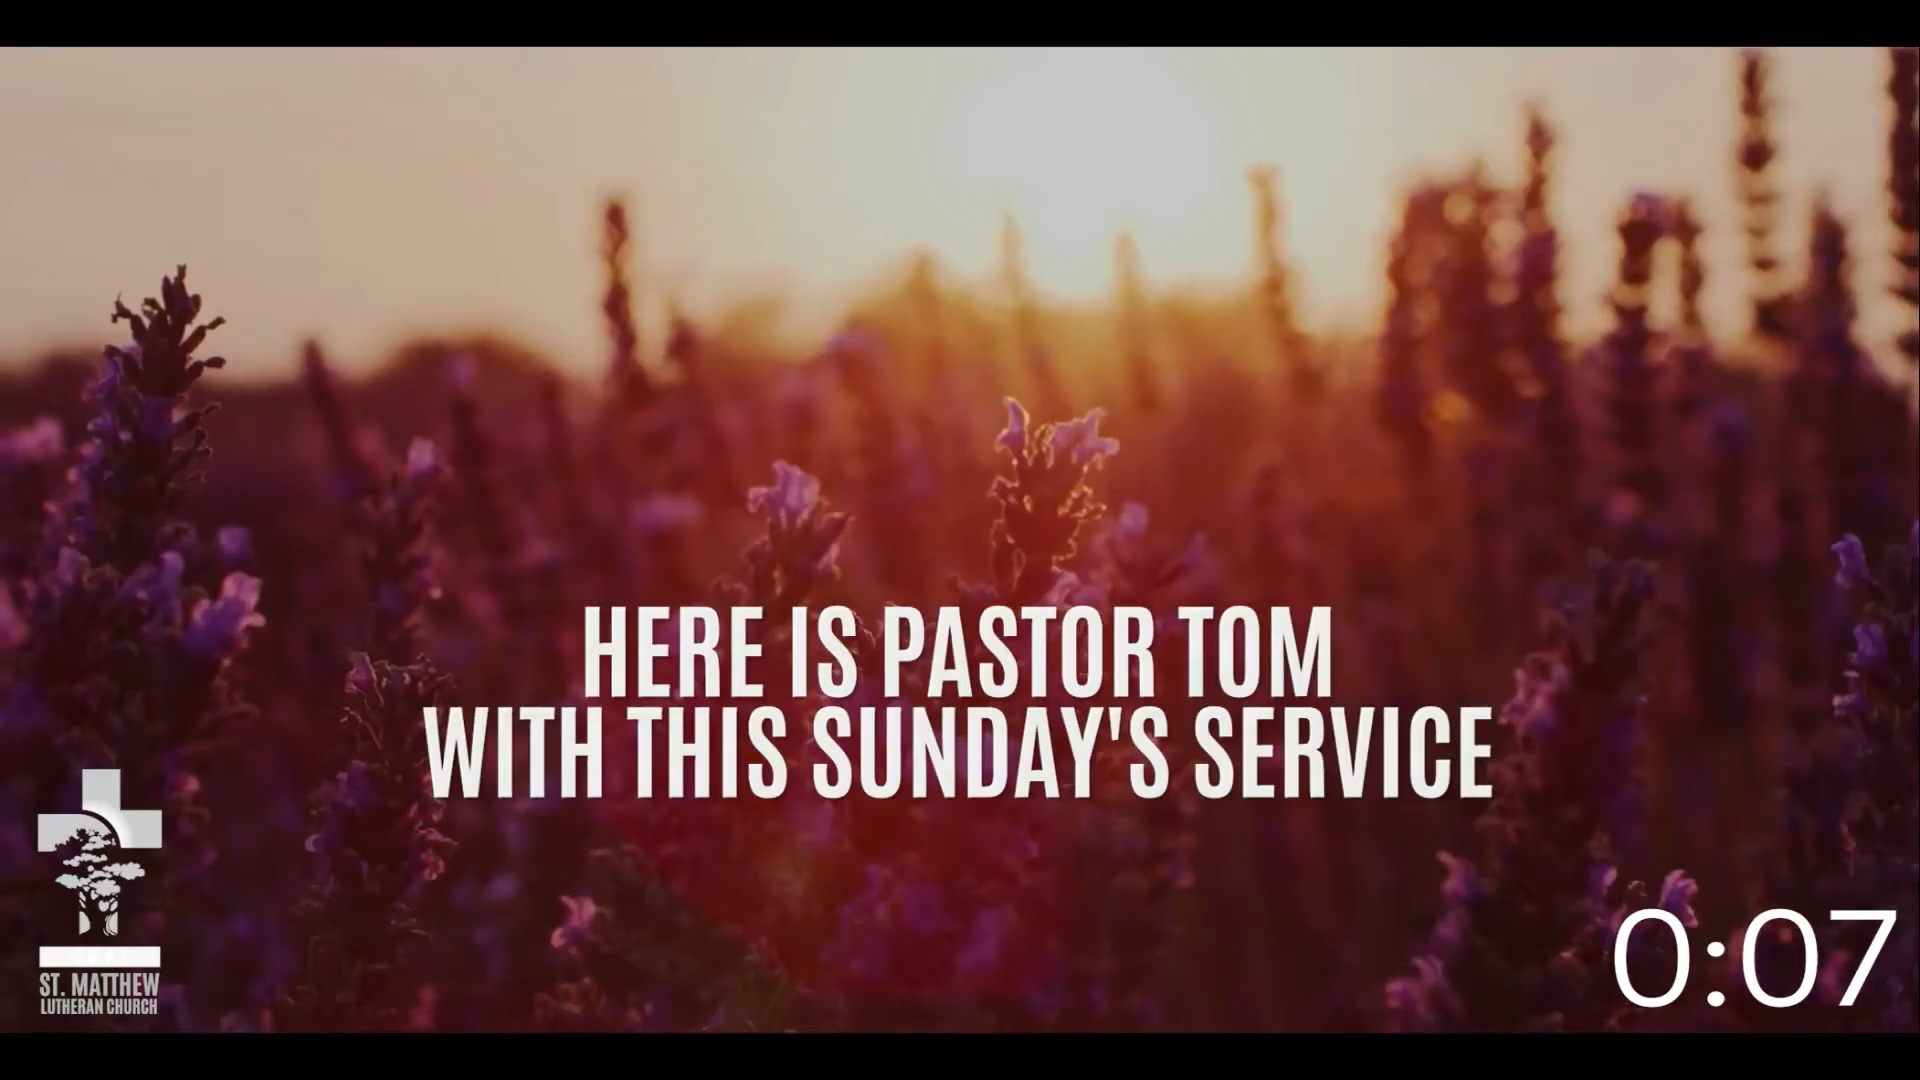 HERE IS PASTOR TOM
WITH THIS SUNDAY'S SERVICE
ST. MATTHEW
LUTHERAN CHURCH
0:07